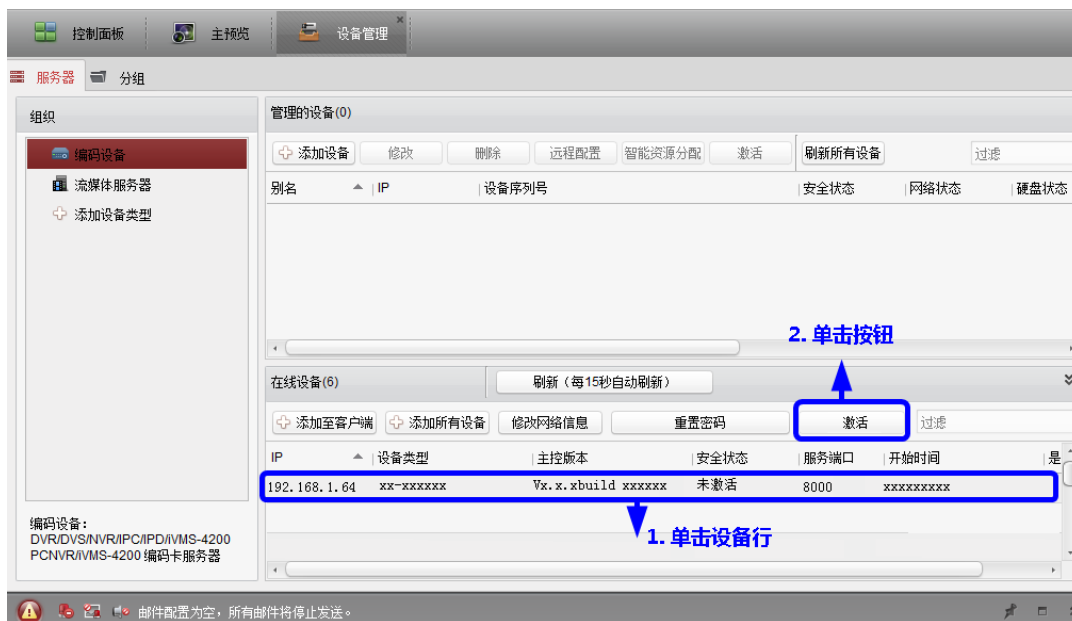 控制面板 主预览 设备管理
服务器 分组
组织
编码设备
流媒体服务器
添加设备类型
编码设备：
DVR/DVS/NVR/IPC/IPD/iVMS-4200
PCNVR/iVMS-4200 编码卡服务器
管理的设备(0)
添加设备 修改 删除 远程配置 智能资源分配 激活 刷新所有设备 过滤
别名 IP 设备序列号 安全状态 网络状态 硬盘状态
2. 单击按钮
在线设备(6) 刷新（每15秒自动刷新）
添加至客户端 添加所有设备 修改网络信息 重置密码 激活 过滤
IP 设备类型 主控版本 安全状态 服务端口 开始时间 是
192.168.1.64 xx-xxxxxx Vx.x.xbuild xxxxxx 未激活 8000 xxxxxxxxx
1. 单击设备行
邮件配置为空，所有邮件将停止发送。